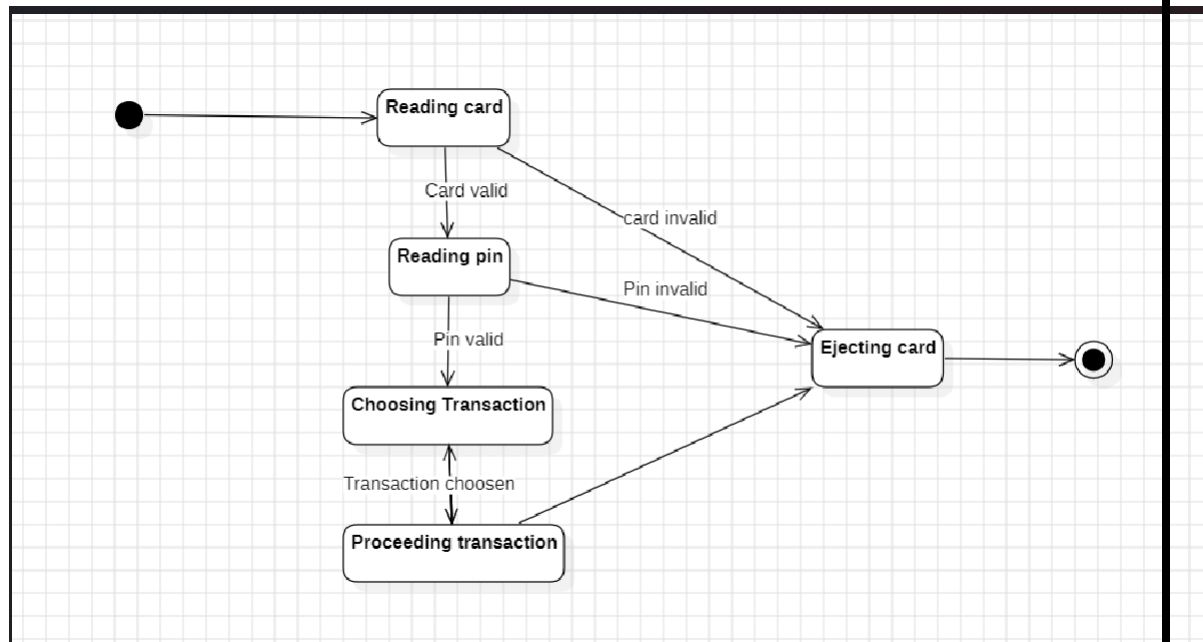 Reading card
Card valid
card invalid
Reading pin
Pin invalid
Pin valid
Ejecting card
Choosing Transaction
Transaction choosen
Proceeding transaction